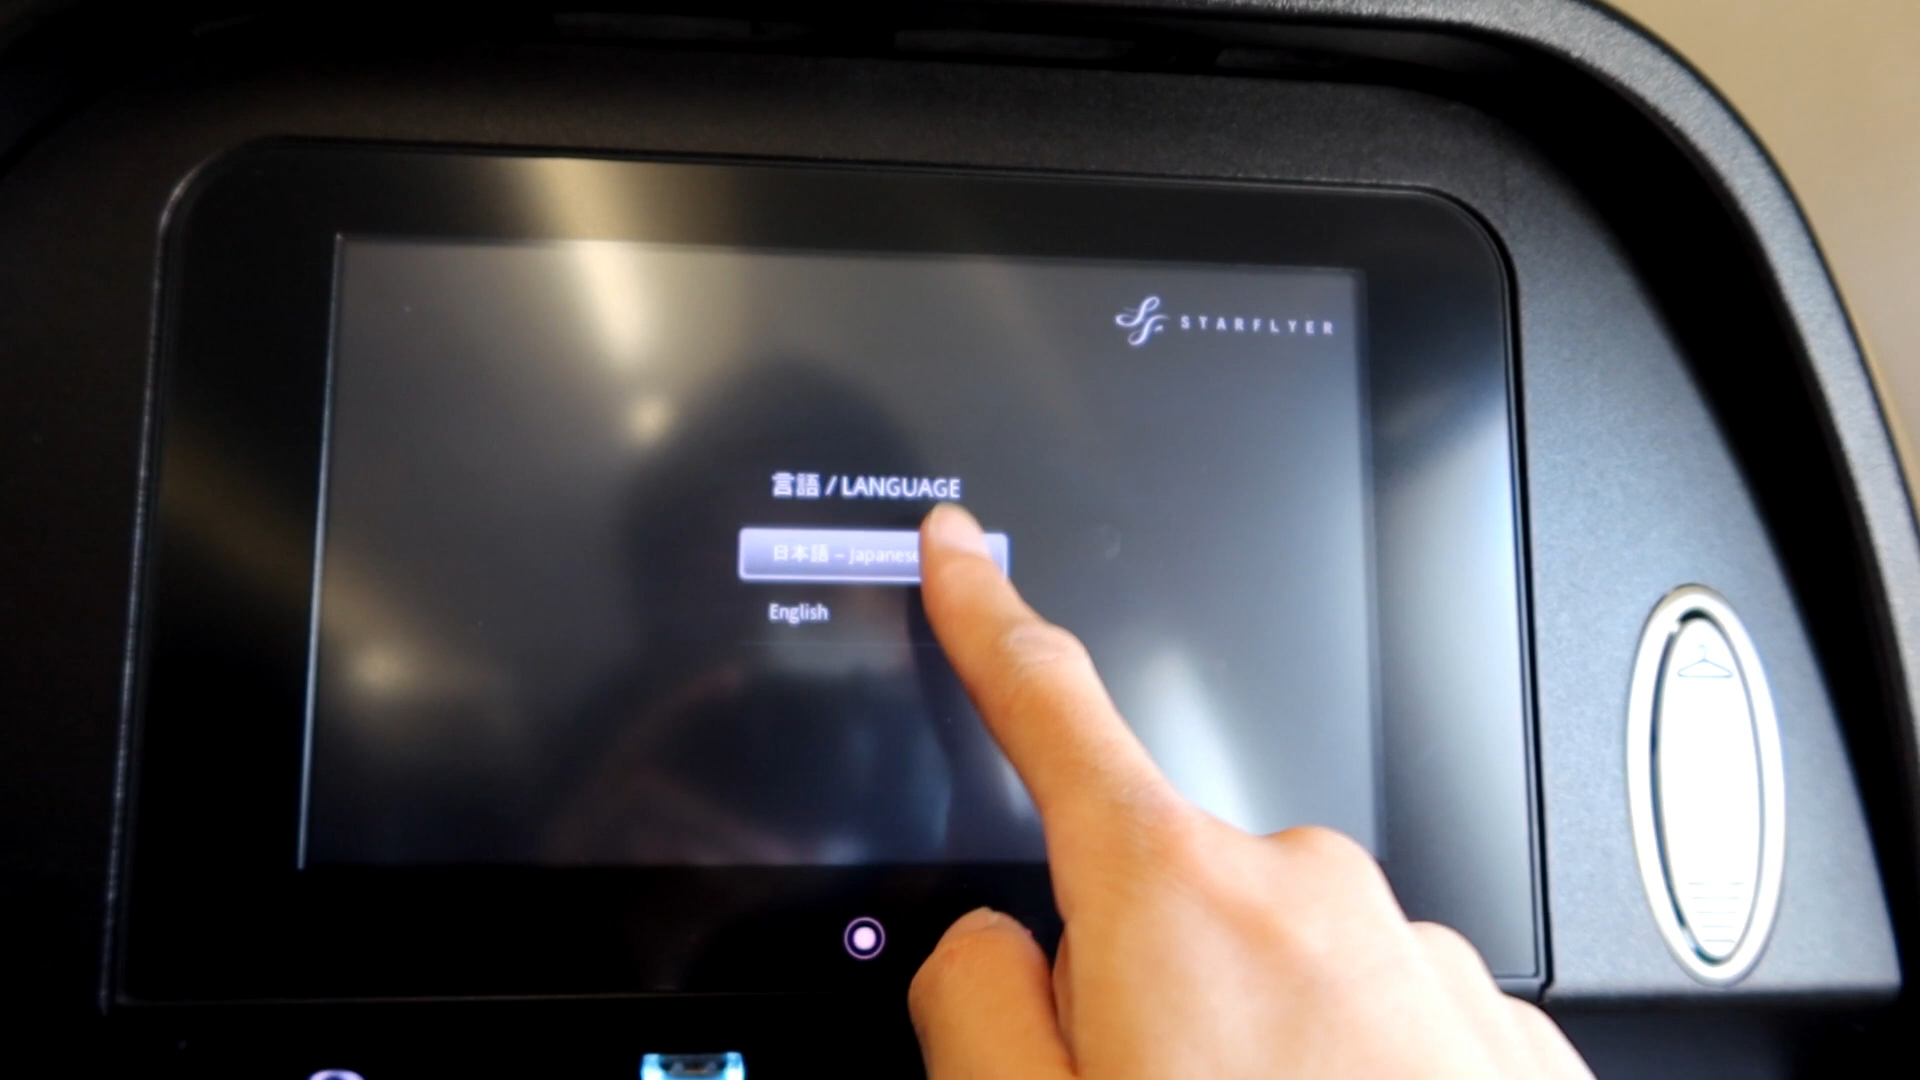 STARFLYER
言語 / LANGUAGE
日本語 – Japanese
English